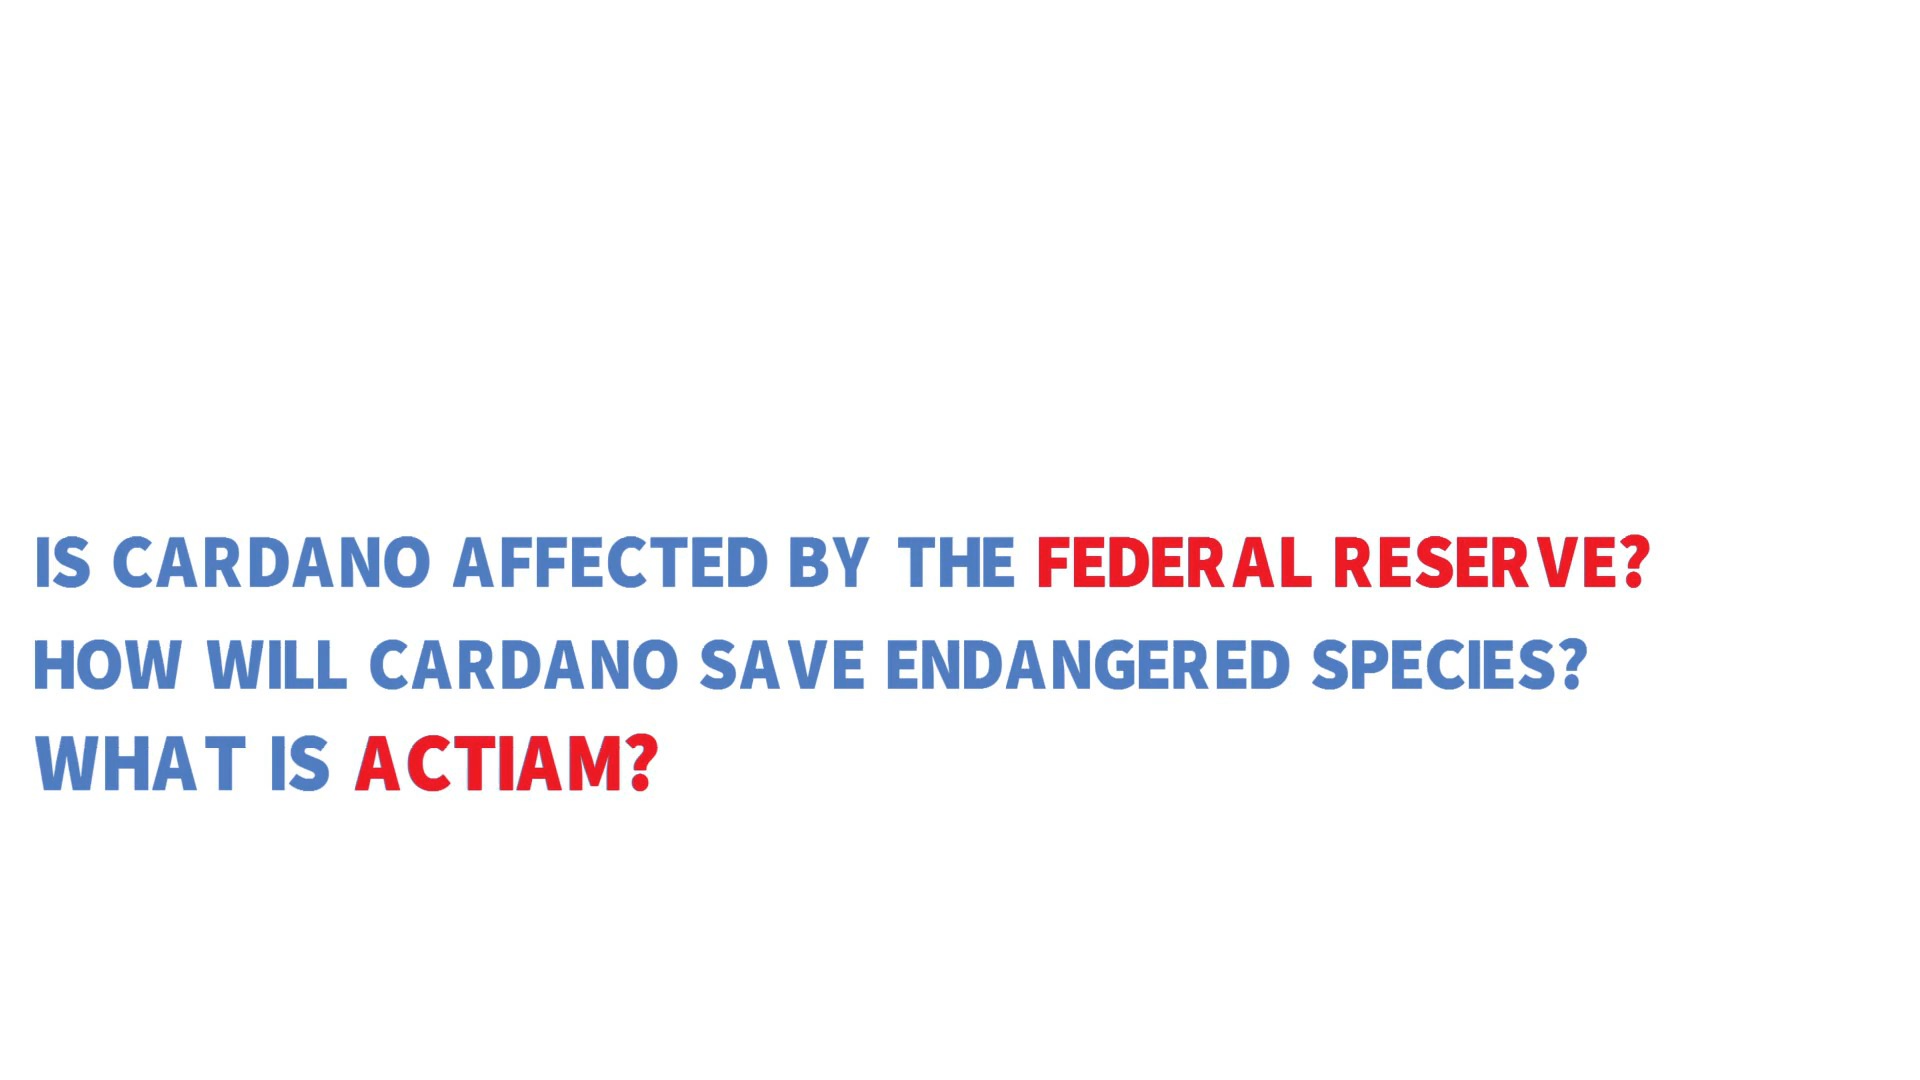 IS CARDANO AFFECTED BY THE FEDERAL RESERVE?
HOW WILL CARDANO SAVE ENDANGERED SPECIES?
WHAT IS ACTIAM?